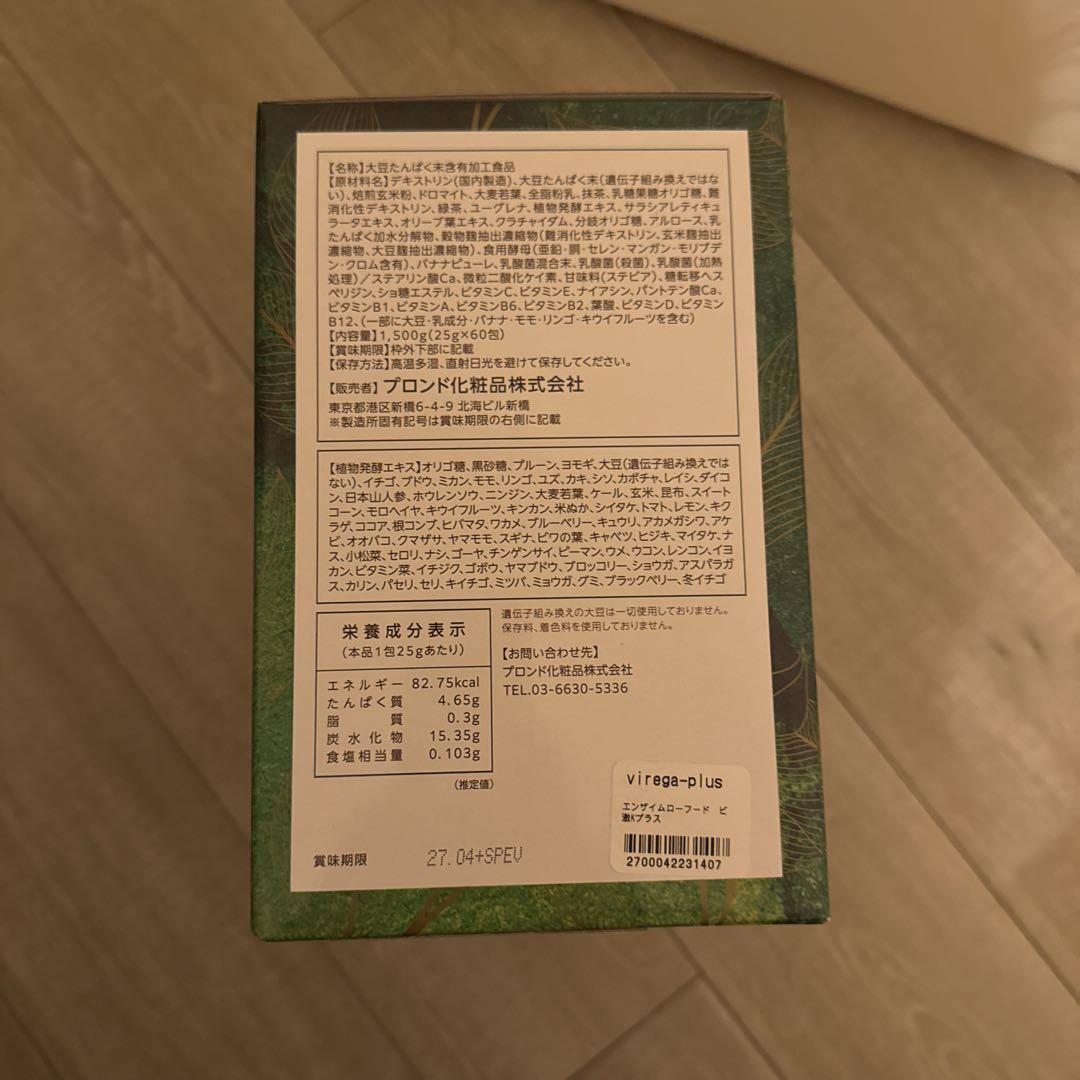 【名称】大豆たんぱく末含有加工食品
【原材料名】デキストリン(国内製造)、大豆たんぱく末(遺伝子組み換えではな
い)、焙煎玄米粉、ドロマイト、大麦若葉、全脂粉乳、抹茶、乳糖果糖オリゴ糖、難
消化性デキストリン、緑茶、ユーグレナ、植物発酵エキス、サラシアレティキュ
ラータエキス、オリーブ葉エキス、クラチャイダム、分岐オリゴ糖、アルロース、乳
たんぱく加水分解物、穀物麹抽出濃縮物(難消化性デキストリン、玄米麹抽出
濃縮物、大豆麹抽出濃縮物)、食用酵母(亜鉛・銅・セレン・マンガン・モリブデ
ン・クロム含有)、バナナピューレ、乳酸菌混合末、乳酸菌(殺菌)、乳酸菌(加熱
処理)/ステアリン酸Ca、微粒二酸化ケイ素、甘味料(ステビア)、糖転移ヘス
ペリジン、ショ糖エステル、ビタミンC、ビタミンE、ナイアシン、パントテン酸Ca、
ビタミンB1、ビタミンA、ビタミンB6、ビタミンB2、葉酸、ビタミンD、ビタミン
B12、(一部に大豆・乳成分・バナナ・モモ・リンゴ・キウイフルーツを含む)
【内容量】1,500g(25g×60包)
【賞味期限】枠外下部に記載
【保存方法】高温多湿、直射日光を避けて保存してください。
【販売者】プロンド化粧品株式会社
東京都港区新橋6-4-9 北海ビル新橋
※製造所固有記号は賞味期限の右側に記載
【植物発酵エキス】オリゴ糖、黒砂糖、プルーン、ヨモギ、大豆(遺伝子組み換えでは
ない)、イチゴ、ブドウ、ミカン、モモ、リンゴ、ユズ、カキ、シソ、カボチャ、レイシ、ダイコ
ン、日本山人参、ホウレンソウ、ニンジン、大麦若葉、ケール、玄米、昆布、スイート
コーン、モロヘイヤ、キウイフルーツ、キンカン、米ぬか、シイタケ、トマト、レモン、キク
ラゲ、ココア、根コンブ、ヒバマタ、ワカメ、ブルーベリー、キュウリ、アカメガシワ、アケ
ビ、オオバコ、クマザサ、ヤマモモ、スギナ、ビワの葉、キャベツ、ヒジキ、マイタケ、ナ
ス、小松菜、セロリ、ナシ、ゴーヤ、チンゲンサイ、ピーマン、ウメ、ウコン、レンコン、イヨ
カン、ビタミン菜、イチジク、ゴボウ、ヤマブドウ、ブロッコリー、ショウガ、アスパラガ
ス、カリン、パセリ、セリ、キイチゴ、ミツバ、ミョウガ、グミ、ブラックベリー、冬イチゴ
遺伝子組み換えの大豆は一切使用しておりません。
保存料、着色料を使用しておりません。
【お問い合わせ先】
プロンド化粧品株式会社
TEL.03-6630-5336
栄養成分表示
(本品1包25gあたり)
エネルギー 82.75kcal
たんぱく質 4.65g
脂質 0.3g
炭水化物 15.35g
食塩相当量 0.103g
(推定値)
賞味期限 27.04+SPEV
virega-plus
エンザイムローフード ビ
激Kプラス
2700042231407